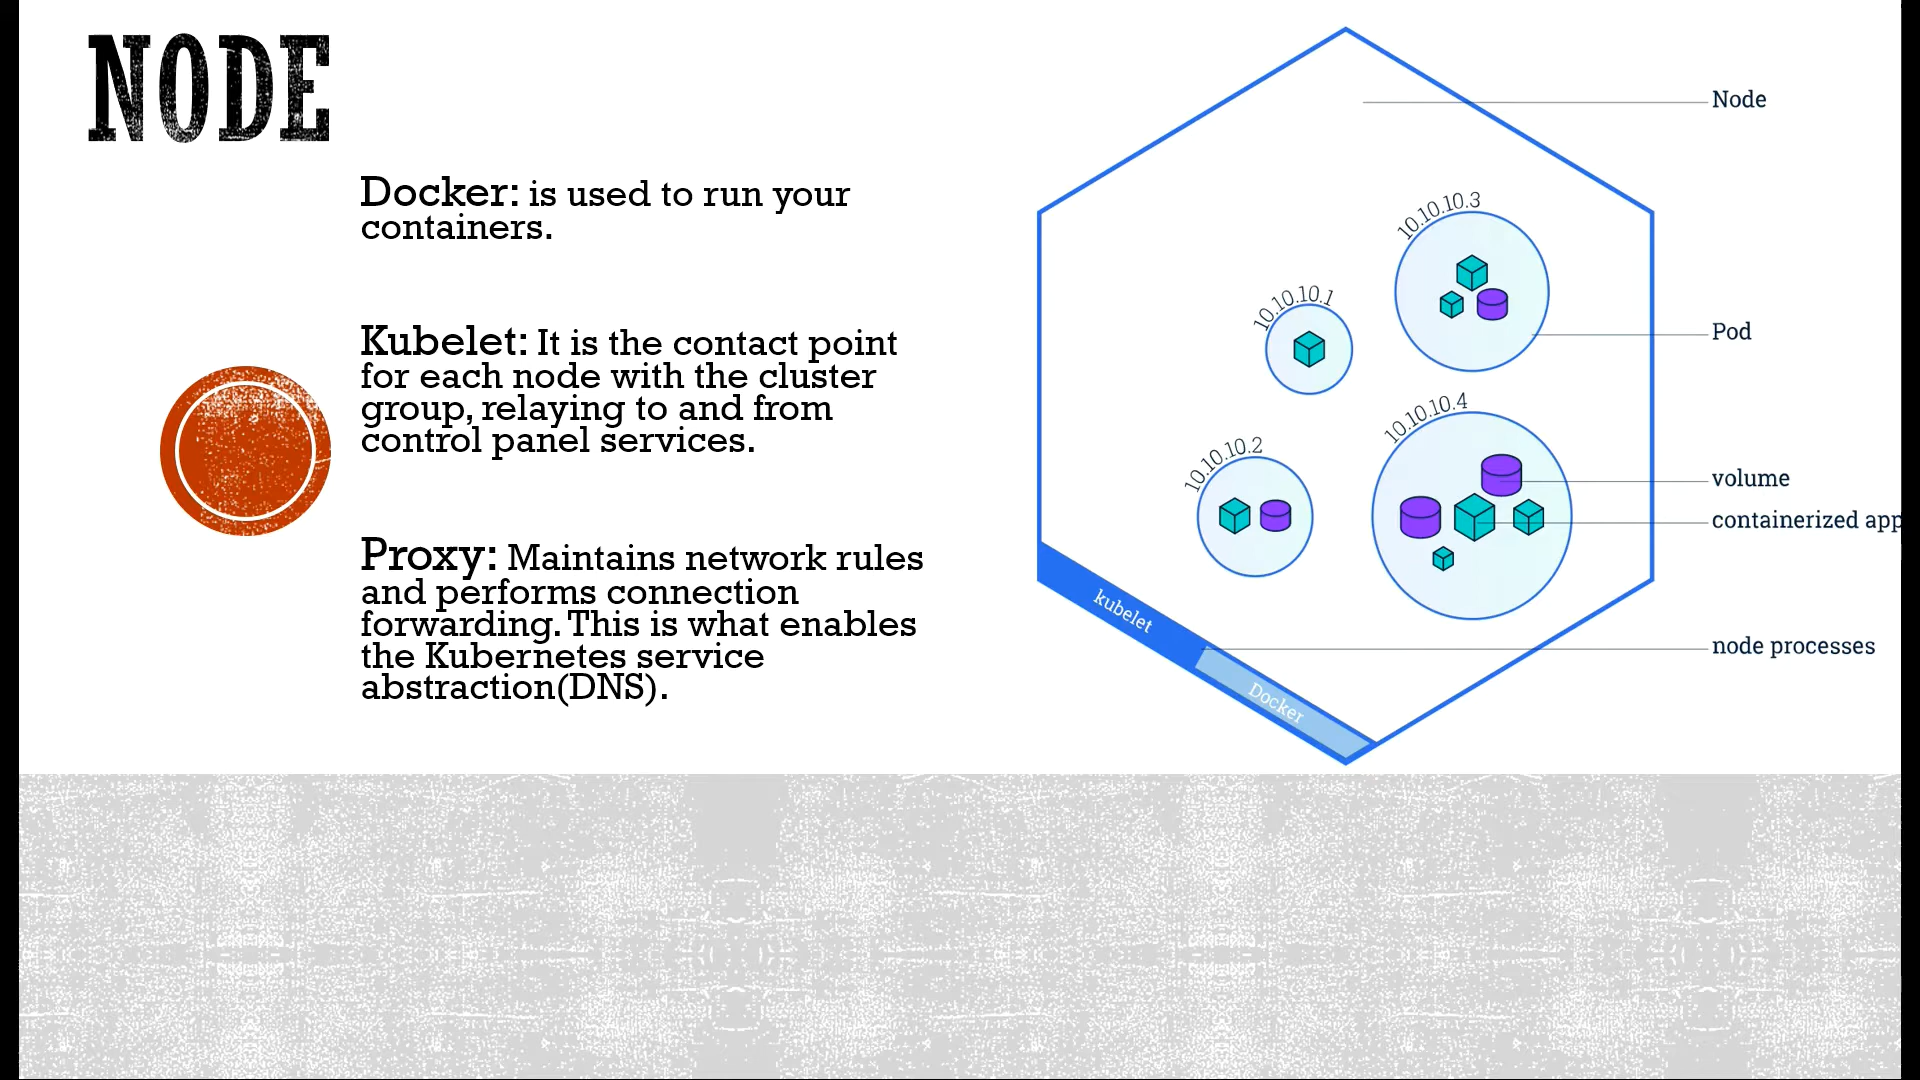 NODE
Docker: is used to run your
containers.
Kubelet: It is the contact point
for each node with the cluster
group, relaying to and from
control panel services.
Proxy: Maintains network rules
and performs connection
forwarding. This is what enables
the Kubernetes service
abstraction(DNS).
Node
10.10.10.3
10.10.10.1
Pod
10.10.10.4
10.10.10.2
volume
containerized app
kubelet
node processes
Docker